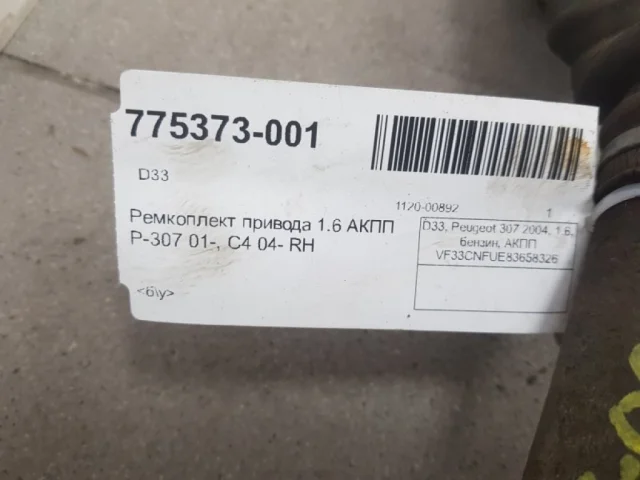 775373-001
D33
1120-00892 1
Ремкоплект привода 1.6 АКПП
P-307 01-, C4 04- RH
D33, Peugeot 307 2004, 1.6,
бензин, АКПП
VF33CNFUE83658326
<б\у>